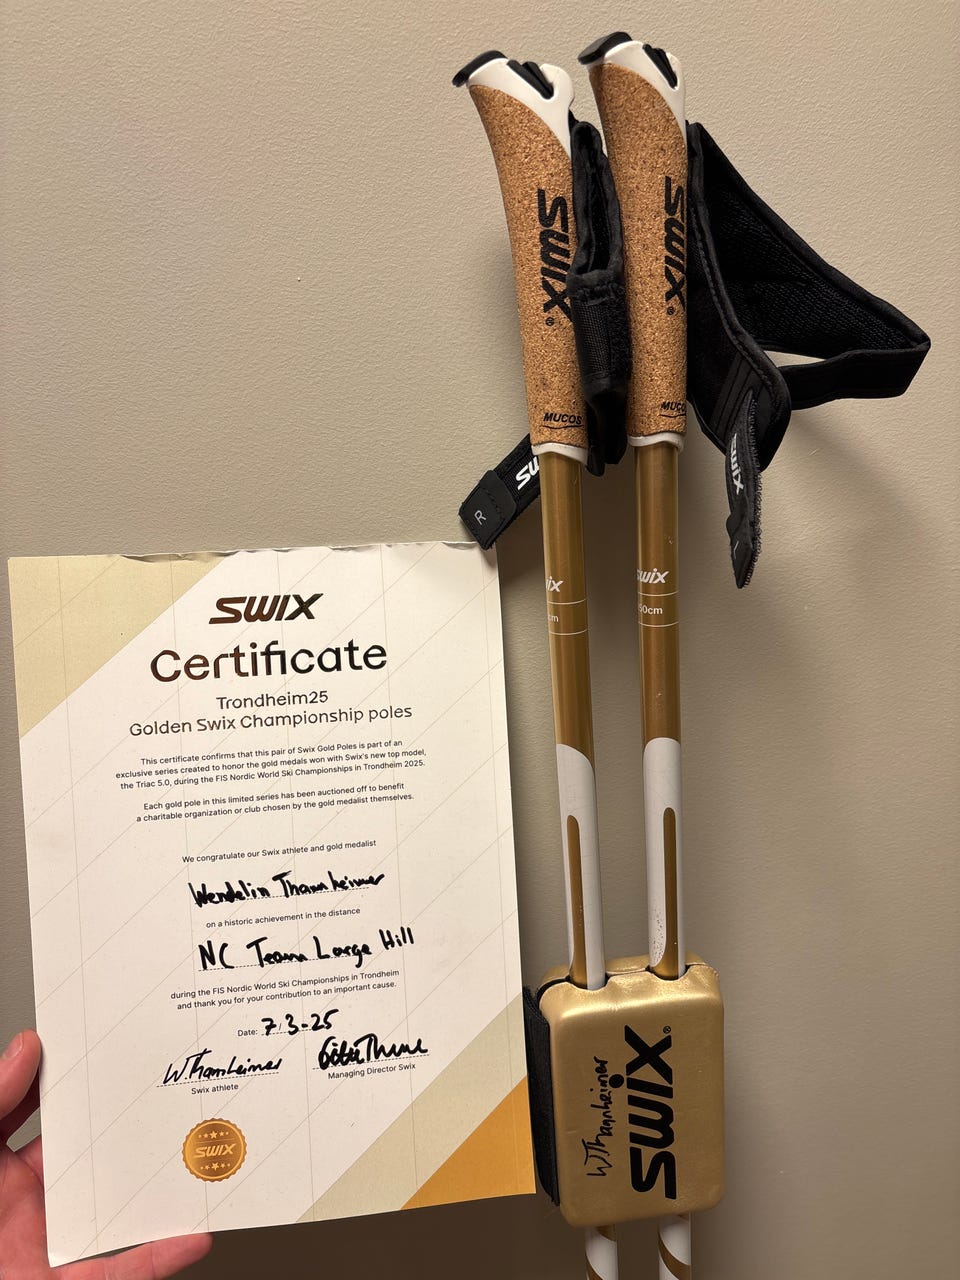 SWIX®
MUCOS
SWIX®
MUCOS
SWIX
R
SWIX
L
ix
cm
swix
50cm
SWIX
Certificate
Trondheim25
Golden Swix Championship poles
This certificate confirms that this pair of Swix Gold Poles is part of an
exclusive series created to honor the gold medals won with Swix's new top model,
the Triac 5.0, during the FIS Nordic World Ski Championships in Trondheim 2025.
Each gold pole in this limited series has been auctioned off to benefit
a charitable organization or club chosen by the gold medalist themselves.
We congratulate our Swix athlete and gold medalist
Wendelin Thannheimer
on a historic achievement in the distance
NC Team Large Hill
during the FIS Nordic World Ski Championships in Trondheim
and thank you for your contribution to an important cause.
Date: 7/3-25
W.Thannheimer
Swix athlete
Managing Director Swix
SWIX
W.Thannheimer
SWIX®